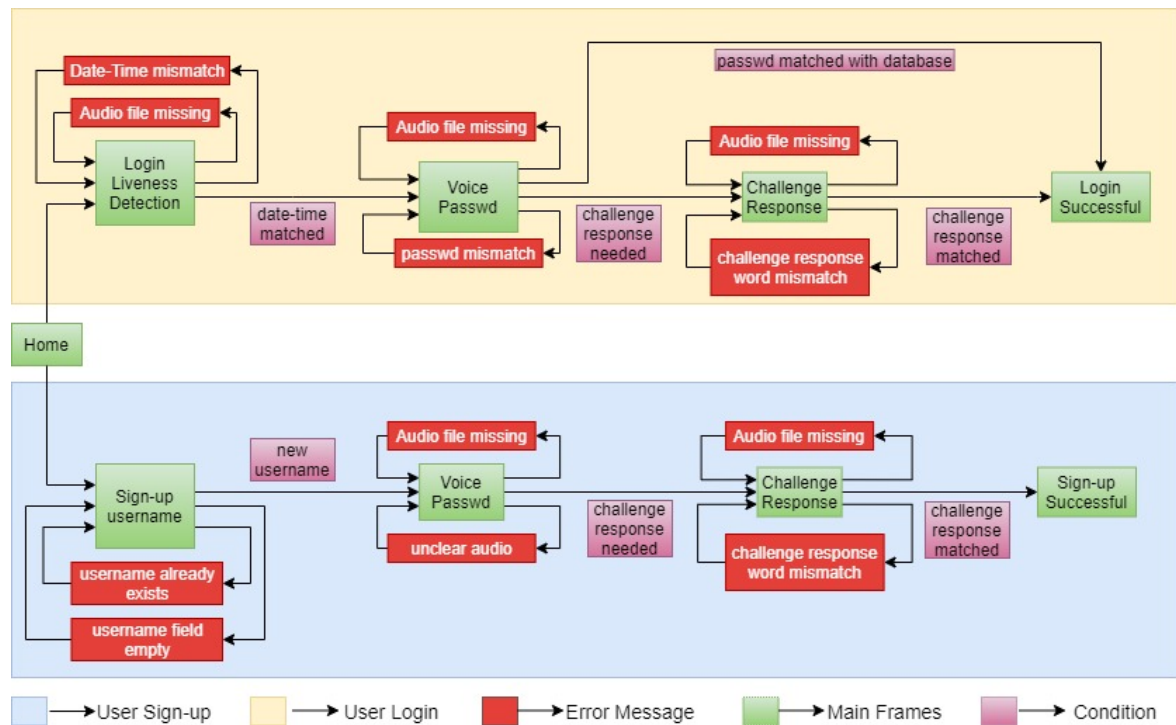 passwd matched with database
Date-Time mismatch
Audio file missing
Login
Liveness
Detection
date-time
matched
Audio file missing
Voice
Passwd
passwd mismatch
challenge
response
needed
Audio file missing
Challenge
Response
challenge response
word mismatch
challenge
response
matched
Login
Successful
Home
new
username
Sign-up
username
username already
exists
username field
empty
Audio file missing
Voice
Passwd
unclear audio
challenge
response
needed
Audio file missing
Challenge
Response
challenge response
word mismatch
challenge
response
matched
Sign-up
Successful
User Sign-up
User Login
Error Message
Main Frames
Condition